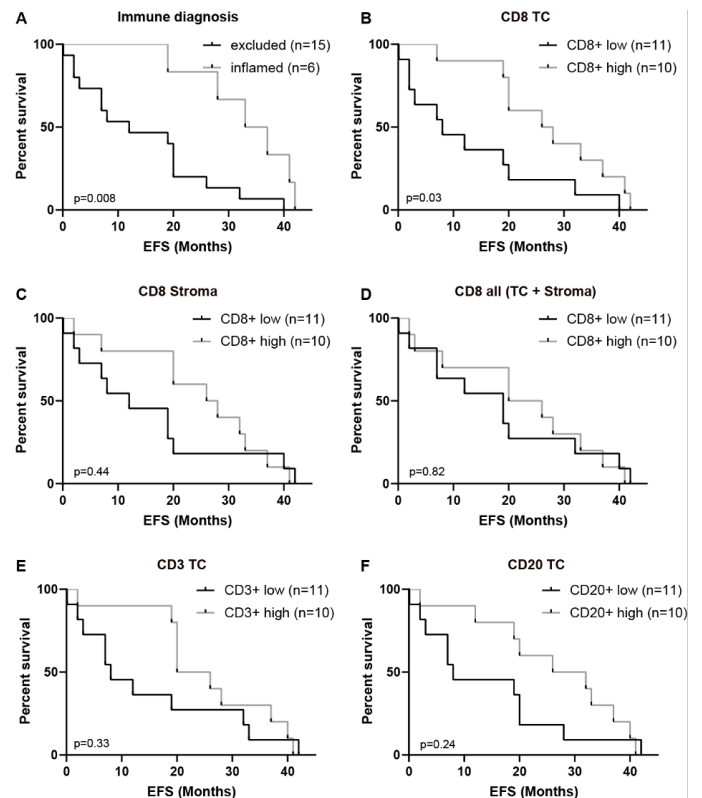 A
Immune diagnosis
excluded (n=15)
inflamed (n=6)
Percent survival
100
50
0
p=0.008
0 10 20 30 40
EFS (Months)
B
CD8 TC
CD8+ low (n=11)
CD8+ high (n=10)
Percent survival
100
50
0
p=0.03
0 10 20 30 40
EFS (Months)
C
CD8 Stroma
CD8+ low (n=11)
CD8+ high (n=10)
Percent survival
100
50
0
p=0.44
0 10 20 30 40
EFS (Months)
D
CD8 all (TC + Stroma)
CD8+ low (n=11)
CD8+ high (n=10)
Percent survival
100
50
0
p=0.82
0 10 20 30 40
EFS (Months)
E
CD3 TC
CD3+ low (n=11)
CD3+ high (n=10)
Percent survival
100
50
0
p=0.33
0 10 20 30 40
EFS (Months)
F
CD20 TC
CD20+ low (n=11)
CD20+ high (n=10)
Percent survival
100
50
0
p=0.24
0 10 20 30 40
EFS (Months)